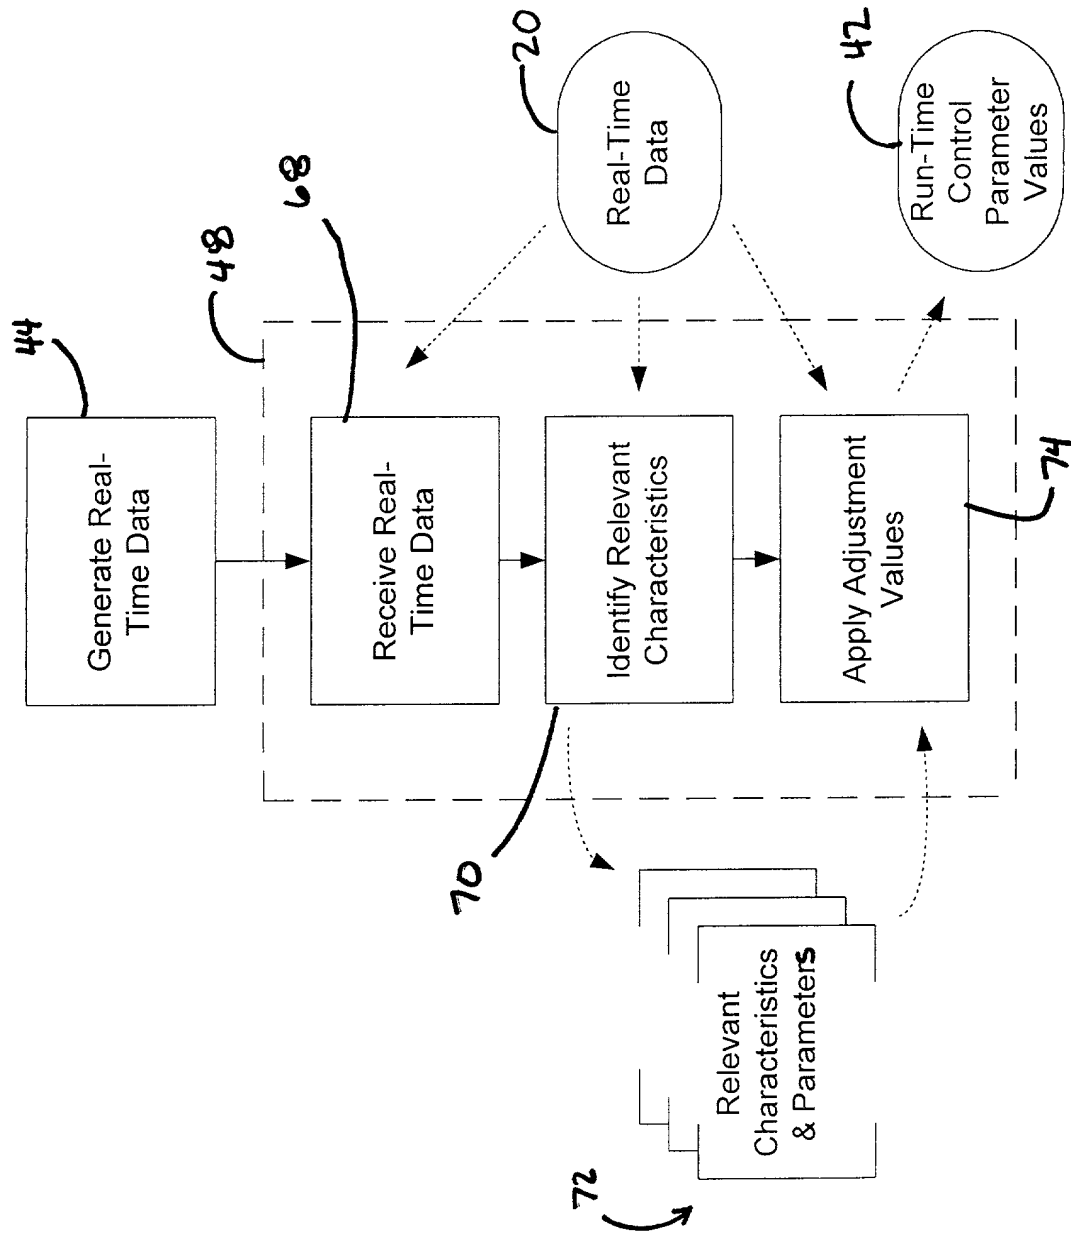 44
Generate Real-
Time Data
48
68
Receive Real-
Time Data
20
Real-Time
Data
70
Identify Relevant
Characteristics
72
Relevant
Characteristics
& Parameters
Apply Adjustment
Values
74
42
Run-Time
Control
Parameter
Values